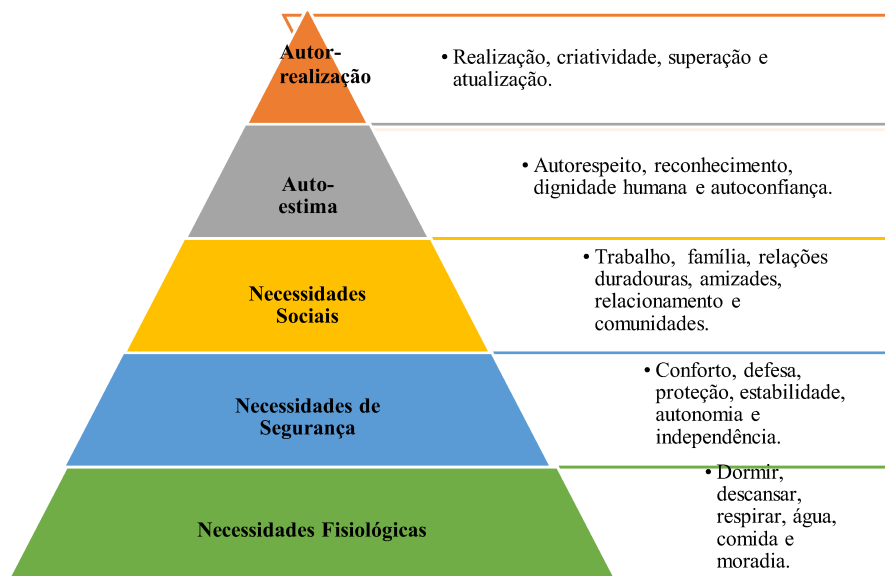 Autor-
realização
• Realização, criatividade, superação e
atualização.
Auto-
estima
• Autorespeito, reconhecimento,
dignidade humana e autoconfiança.
Necessidades
Sociais
• Trabalho, família, relações
duradouras, amizades,
relacionamento e
comunidades.
Necessidades de
Segurança
• Conforto, defesa,
proteção, estabilidade,
autonomia e
independência.
Necessidades Fisiológicas
• Dormir,
descansar,
respirar, água,
comida e
moradia.